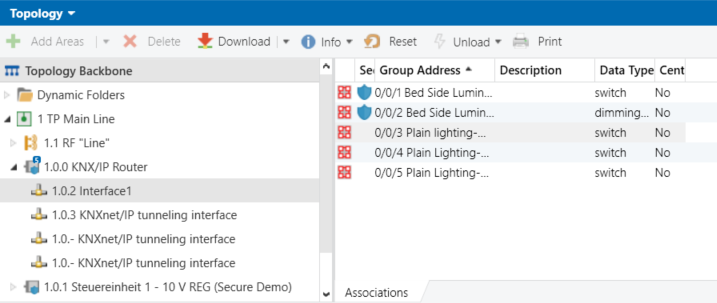 Topology
Add Areas Delete Download Info Reset Unload Print
Topology Backbone
Dynamic Folders
1 TP Main Line
1.1 RF "Line"
1.0.0 KNX/IP Router
1.0.2 Interface1
1.0.3 KNXnet/IP tunneling interface
1.0.- KNXnet/IP tunneling interface
1.0.- KNXnet/IP tunneling interface
1.0.1 Steuereinheit 1 - 10 V REG (Secure Demo)
Sec Group Address Description Data Type Cent
0/0/1 Bed Side Lumin... switch No
0/0/2 Bed Side Lumin... dimming... No
0/0/3 Plain lighting-... switch No
0/0/4 Plain Lighting-... switch No
0/0/5 Plain Lighting-... switch No
Associations